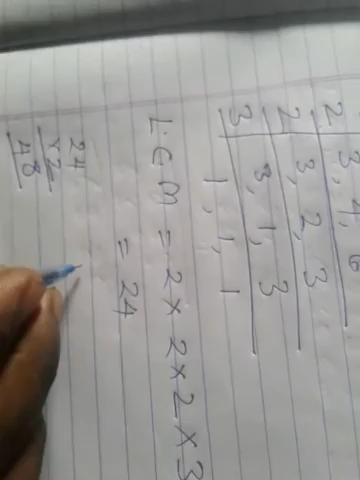 2 3, 4, 6
2 3, 2, 3
3 3, 1, 3
1, 1, 1
LCM = 2 × 2 × 2 × 3
= 24
24
×2
48